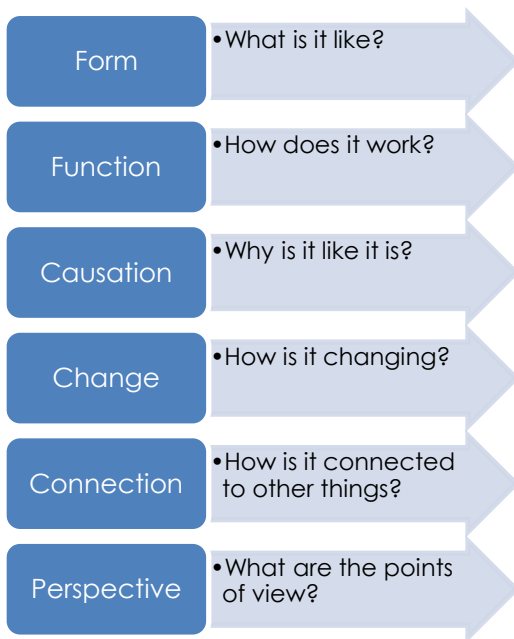 Form
•What is it like?
Function
•How does it work?
Causation
•Why is it like it is?
Change
•How is it changing?
Connection
•How is it connected
to other things?
Perspective
•What are the points
of view?